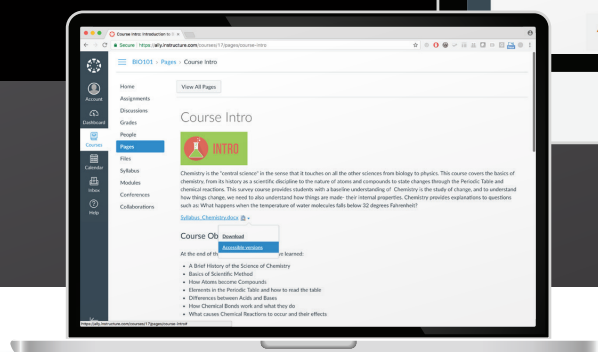 Course Intro: Introduction to C
Secure https://ally.instructure.com/courses/17/pages/course-intro
BIO101 › Pages › Course Intro
Account
Dashboard
Courses
Calendar
Inbox
Help
Home
Assignments
Discussions
Grades
People
Pages
Files
Syllabus
Modules
Conferences
Collaborations
View All Pages
Course Intro
INTRO
Chemistry is the "central science" in the sense that it touches on all the other sciences from biology to physics. This course covers the basics of
chemistry, from its history as a scientific discipline to the nature of atoms and compounds to state changes through the Periodic Table and
chemical reactions. This survey course provides students with a baseline understanding of Chemistry is the study of change, and to understand
how things change, we need to also understand how things are made- their internal properties. Chemistry provides explanations to questions
such as: What happens when the temperature of water molecules falls below 32 degrees Fahrenheit?
Syllabus_Chemistry.docx
Download
Accessible versions
Course Ob
At the end of th ve learned:
• A Brief History of the Science of Chemistry
• Basics of Scientific Method
• How Atoms become Compounds
• Elements in the Periodic Table and how to read the table
• Differences between Acids and Bases
• How Chemical Bonds work and what they do
• What causes Chemical Reactions to occur and their effects
https://ally.instructure.com/courses/17/pages/course-intro#